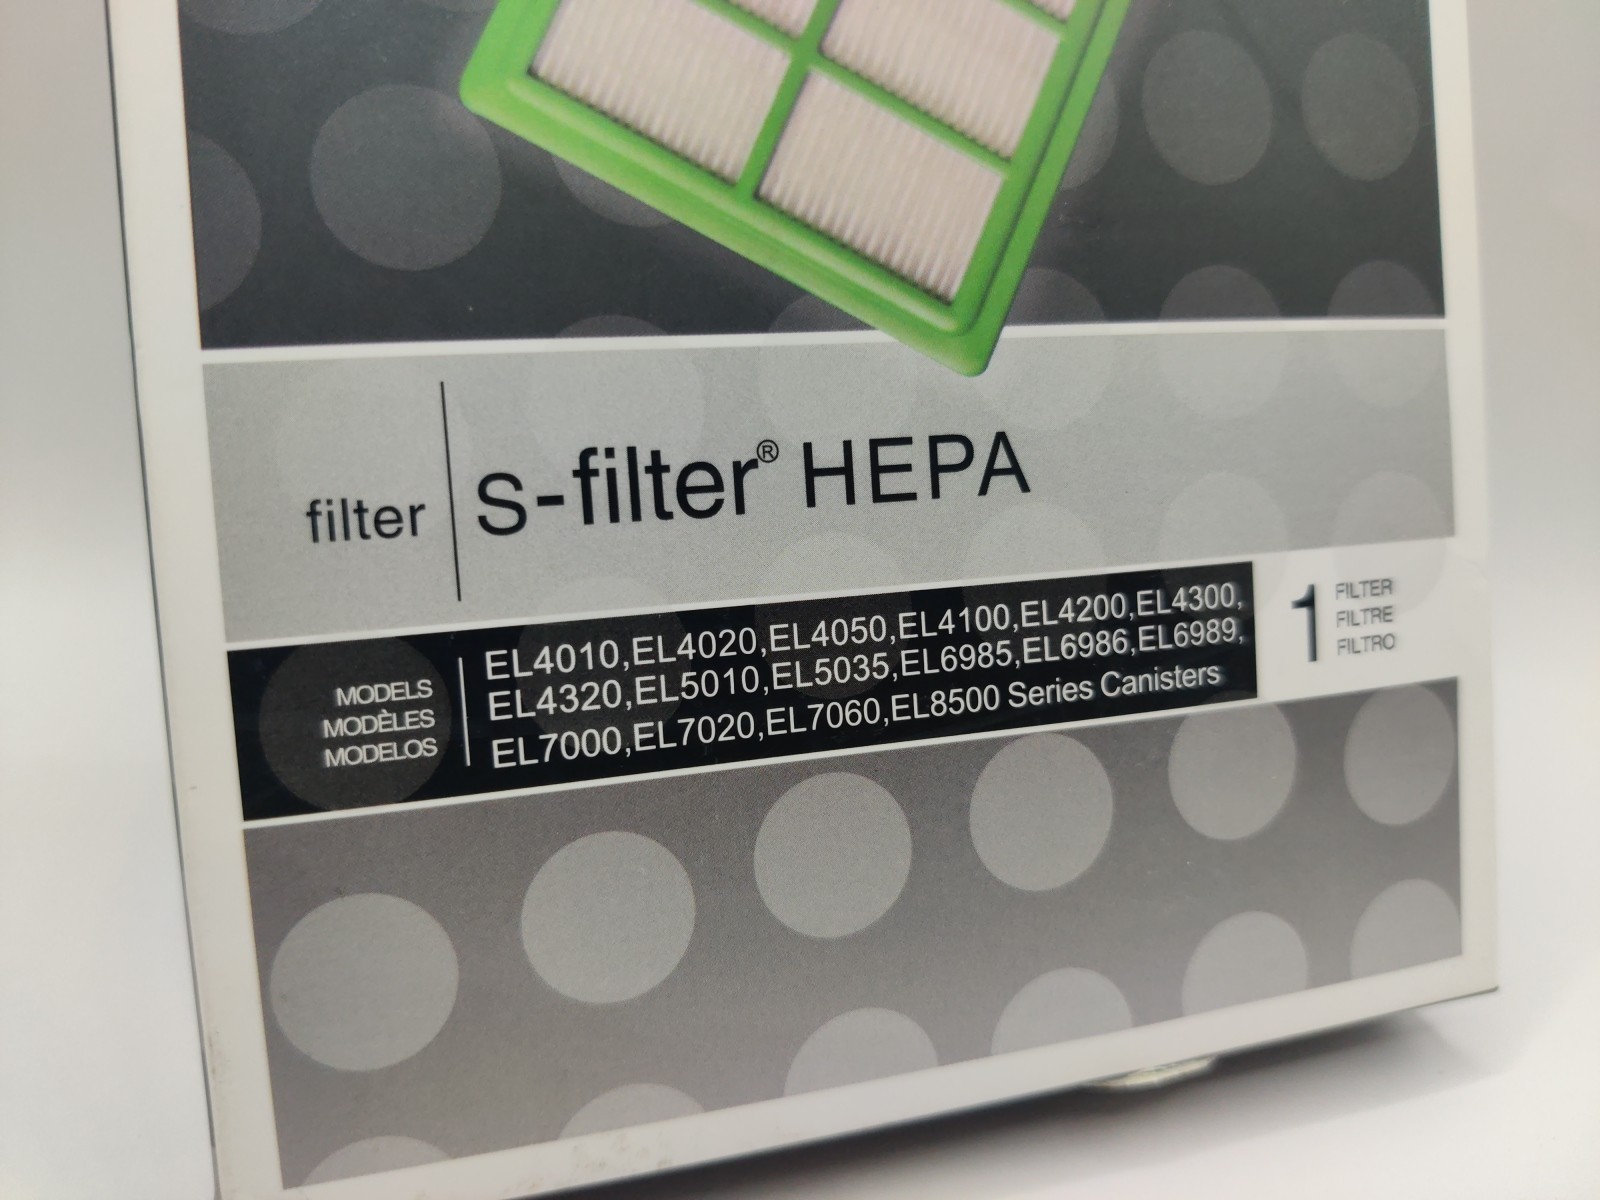 filter
S-filter® HEPA
MODELS
MODÈLES
MODELOS
EL4010,EL4020,EL4050,EL4100,EL4200,EL4300,
EL4320,EL5010,EL5035,EL6985,EL6986,EL6989,
EL7000,EL7020,EL7060,EL8500 Series Canisters
1
FILTER
FILTRE
FILTRO